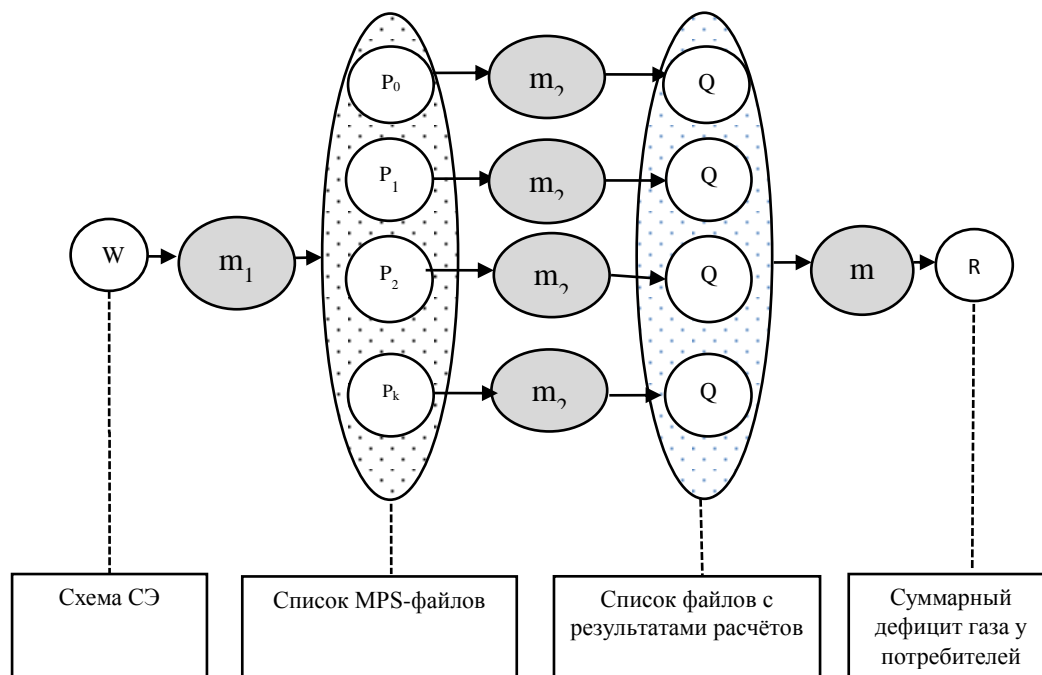 P0
m2
Q
P1
m2
Q
W
m1
P2
m2
Q
m
R
Pk
m2
Q
Схема СЭ
Список MPS-файлов
Список файлов с
результатами расчётов
Суммарный
дефицит газа у
потребителей